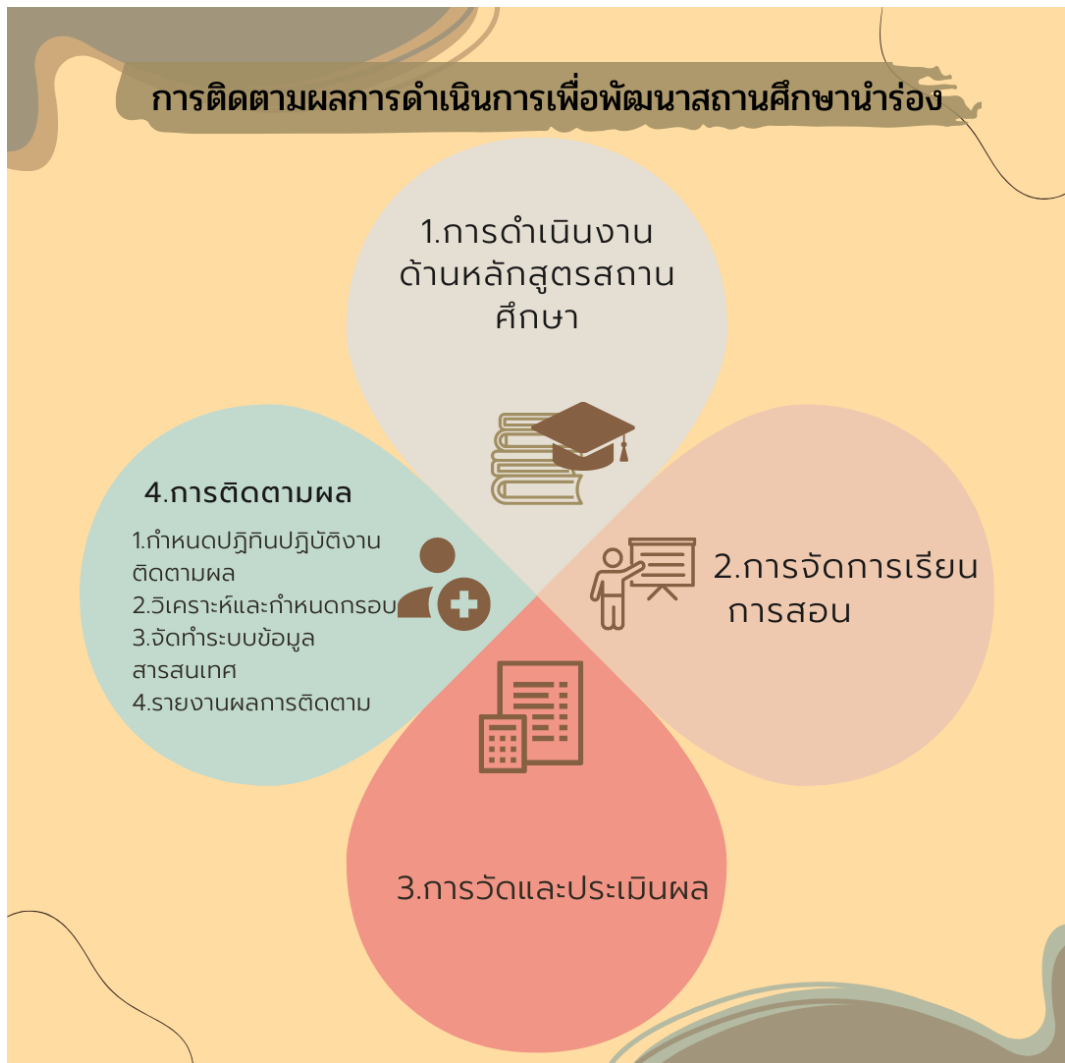 การติดตามผลการดำเนินการเพื่อพัฒนาสถานศึกษานำร่อง
1.การดำเนินงาน
ด้านหลักสูตรสถาน
ศึกษา
2.การจัดการเรียน
การสอน
3.การวัดและประเมินผล
4.การติดตามผล
1.กำหนดปฏิทินปฏิบัติงาน
ติดตามผล
2.วิเคราะห์และกำหนดกรอบ
3.จัดทำระบบข้อมูล
สารสนเทศ
4.รายงานผลการติดตาม